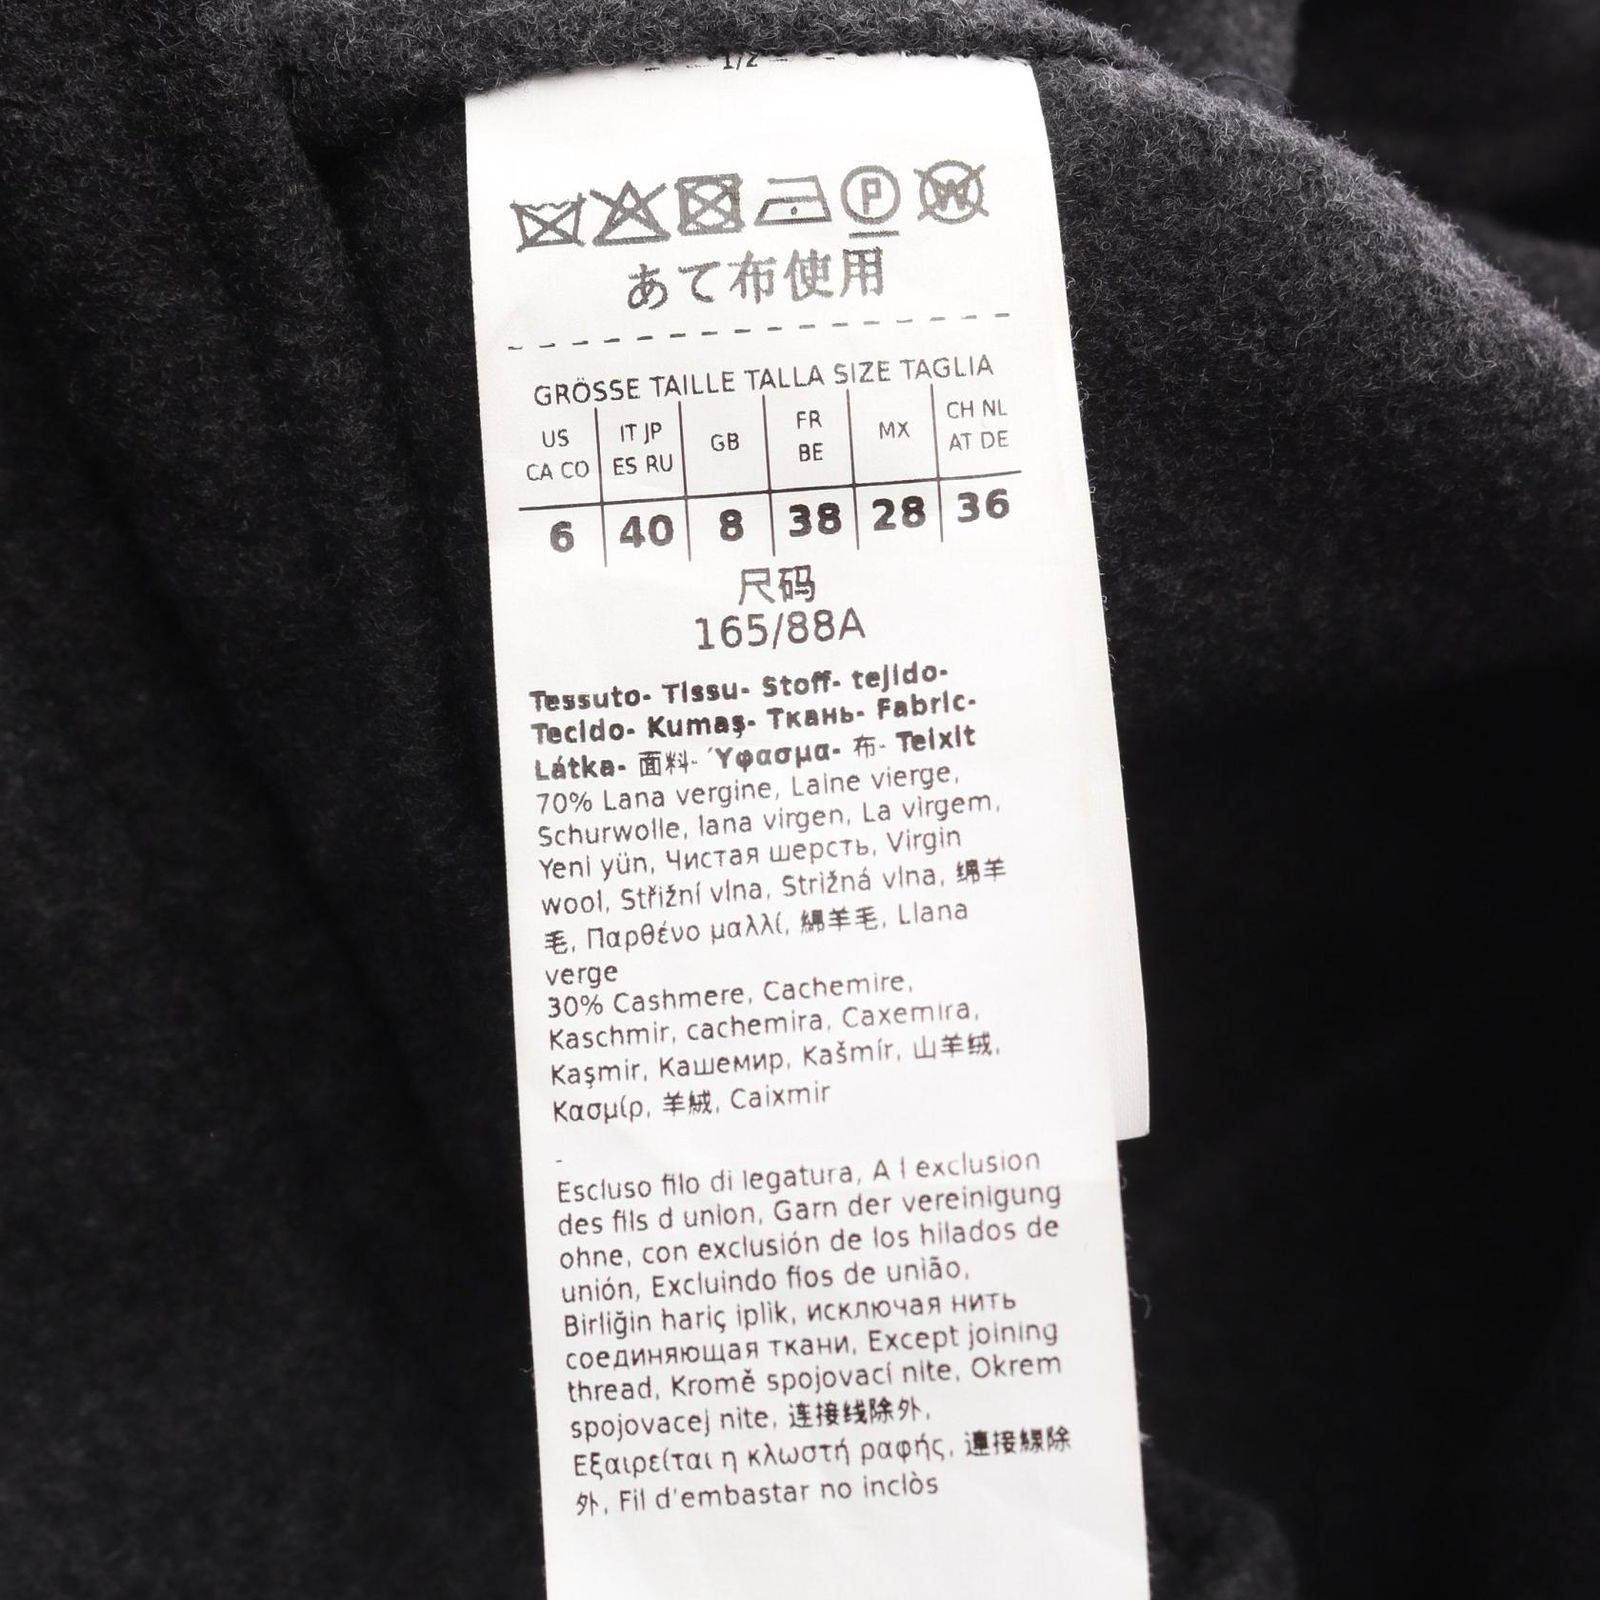 1/2
P W
あて布使用
GRÖSSE TAILLE TALLA SIZE TAGLIA
US CA CO | IT JP ES RU | GB | FR BE | MX | CH NL AT DE
6 | 40 | 8 | 38 | 28 | 36
尺码
165/88A
Tessuto- Tissu- Stoff- tejido-
Tecido- Kumaş- Ткань- Fabric-
Látka- 面料- Ύφασμα- 布- Teixit
70% Lana vergine, Laine vierge,
Schurwolle, lana virgen, La virgem,
Yeni yün, Чистая шерсть, Virgin
wool, Střižní vlna, Strižná vlna, 绵羊
毛, Παρθένο μαλλί, 綿羊毛, Llana
verge
30% Cashmere, Cachemire,
Kaschmir, cachemira, Caxemira,
Kaşmir, Кашемир, Kašmír, 山羊绒,
Κασμίρ, 羊絨, Caixmir
-
Escluso filo di legatura, A l exclusion
des fils d union, Garn der vereinigung
ohne, con exclusión de los hilados de
unión, Excluindo fios de união,
Birliğin hariç iplik, исключая нить
соединяющая ткани, Except joining
thread, Kromě spojovací nite, Okrem
spojovacej nite, 连接线除外,
Εξαιρείται η κλωστή ραφής, 連接線除
外, Fil d'embastar no inclòs